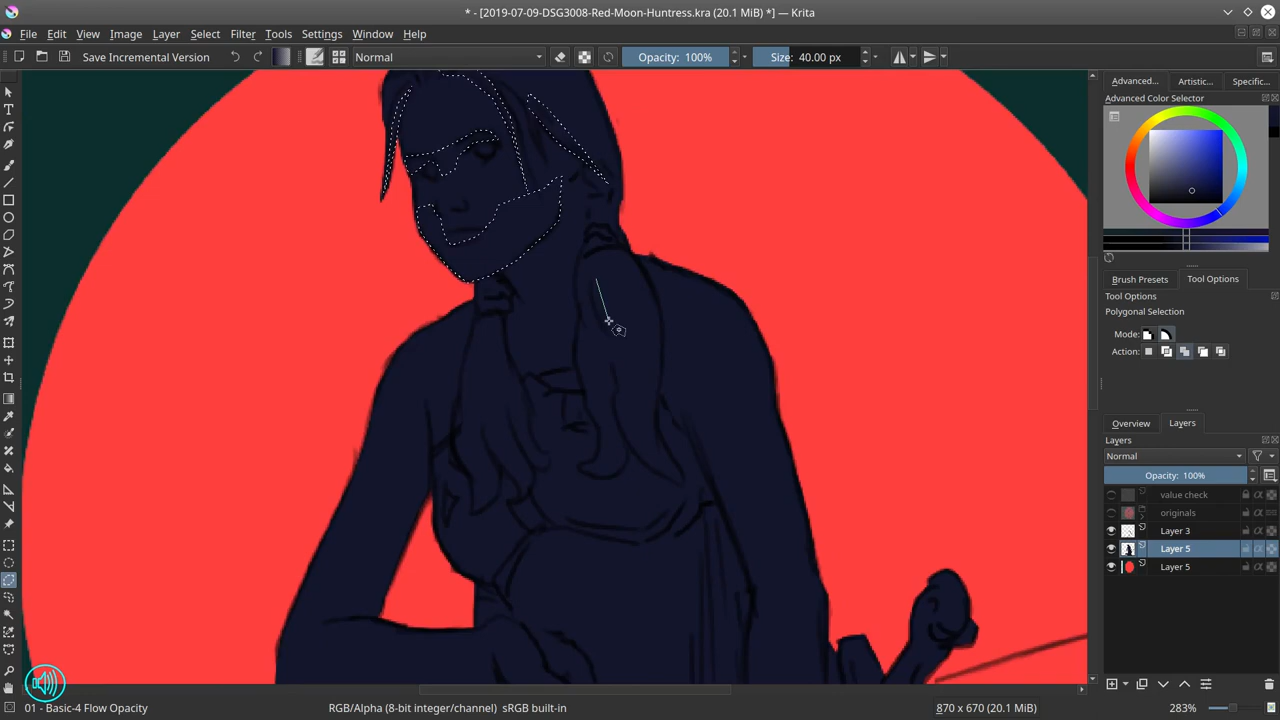 * - [2019-07-09-DSG3008-Red-Moon-Huntress.kra (20.1 MiB) *] — Krita
File Edit View Image Layer Select Filter Tools Settings Window Help
Save Incremental Version Normal Opacity: 100% Size: 40.00 px
Advanced... Artistic... Specific...
Advanced Color Selector
Brush Presets Tool Options
Tool Options
Polygonal Selection
Mode:
Action:
Overview Layers
Layers
Normal
Opacity: 100%
value check
originals
Layer 3
Layer 5
Layer 5
01 - Basic-4 Flow Opacity RGB/Alpha (8-bit integer/channel) sRGB built-in 870 x 670 (20.1 MiB) 283%